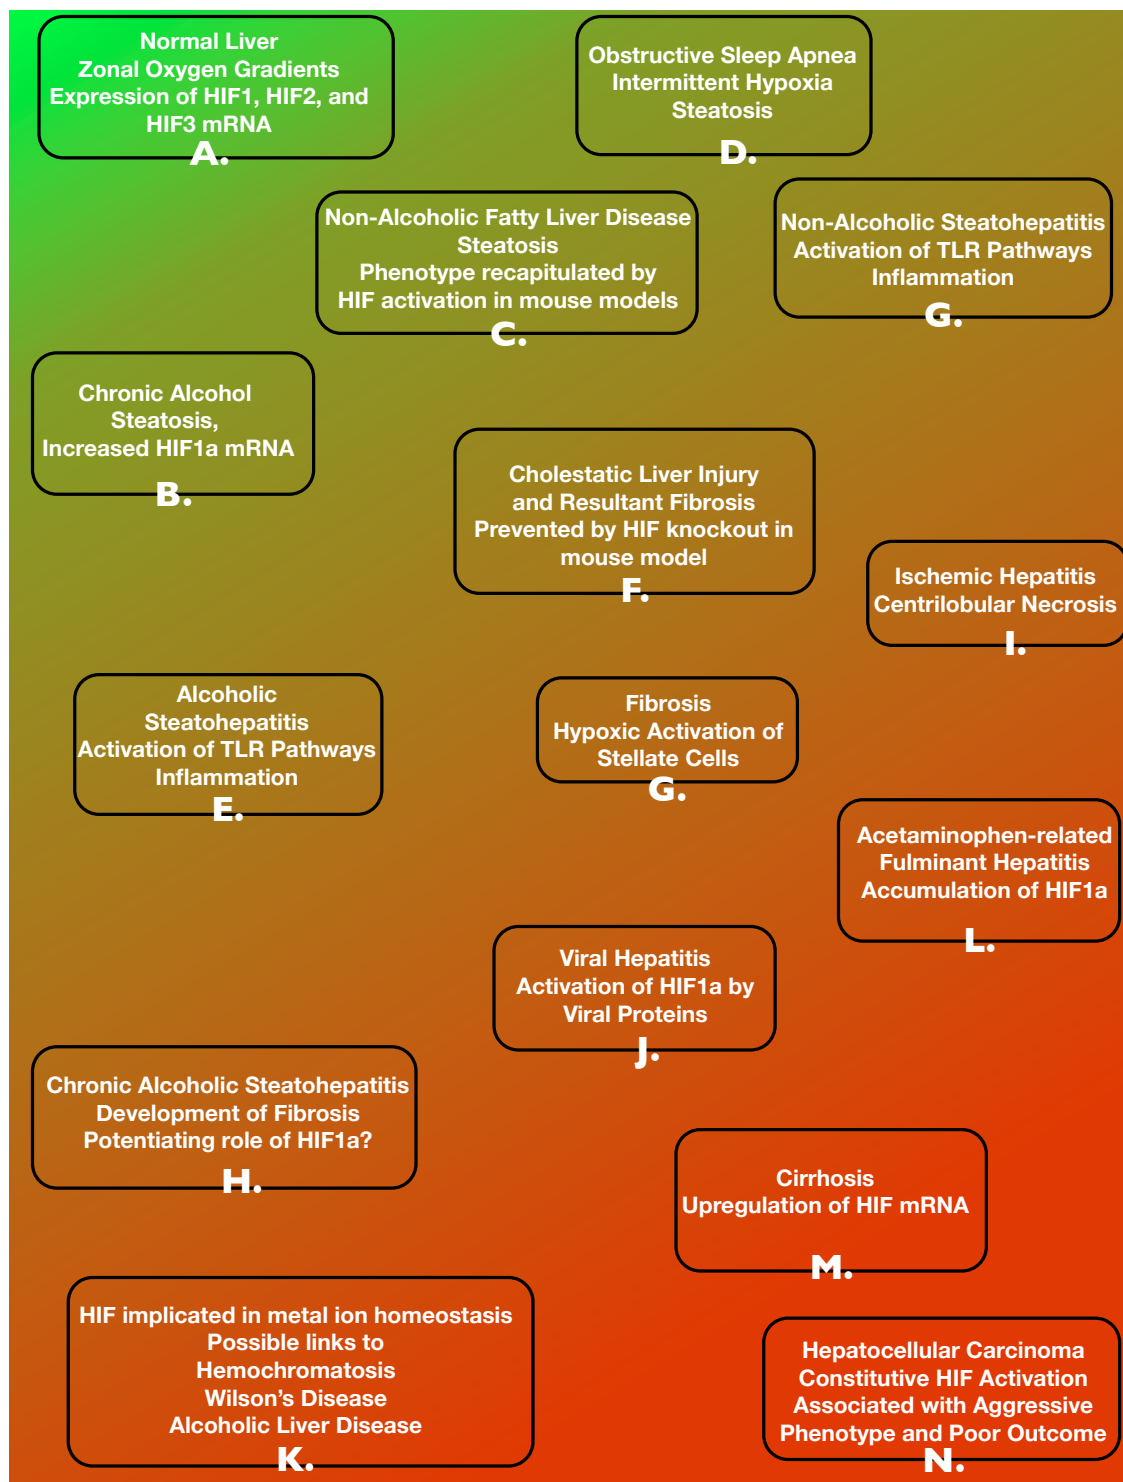 Normal Liver
Zonal Oxygen Gradients
Expression of HIF1, HIF2, and
HIF3 mRNA
A.
Obstructive Sleep Apnea
Intermittent Hypoxia
Steatosis
D.
Non-Alcoholic Fatty Liver Disease
Steatosis
Phenotype recapitulated by
HIF activation in mouse models
C.
Non-Alcoholic Steatohepatitis
Activation of TLR Pathways
Inflammation
G.
Chronic Alcohol
Steatosis,
Increased HIF1a mRNA
B.
Cholestatic Liver Injury
and Resultant Fibrosis
Prevented by HIF knockout in
mouse model
F.
Ischemic Hepatitis
Centrilobular Necrosis
I.
Alcoholic
Steatohepatitis
Activation of TLR Pathways
Inflammation
E.
Fibrosis
Hypoxic Activation of
Stellate Cells
G.
Acetaminophen-related
Fulminant Hepatitis
Accumulation of HIF1a
L.
Viral Hepatitis
Activation of HIF1a by
Viral Proteins
J.
Chronic Alcoholic Steatohepatitis
Development of Fibrosis
Potentiating role of HIF1a?
H.
Cirrhosis
Upregulation of HIF mRNA
M.
HIF implicated in metal ion homeostasis
Possible links to
Hemochromatosis
Wilson's Disease
Alcoholic Liver Disease
K.
Hepatocellular Carcinoma
Constitutive HIF Activation
Associated with Aggressive
Phenotype and Poor Outcome
N.